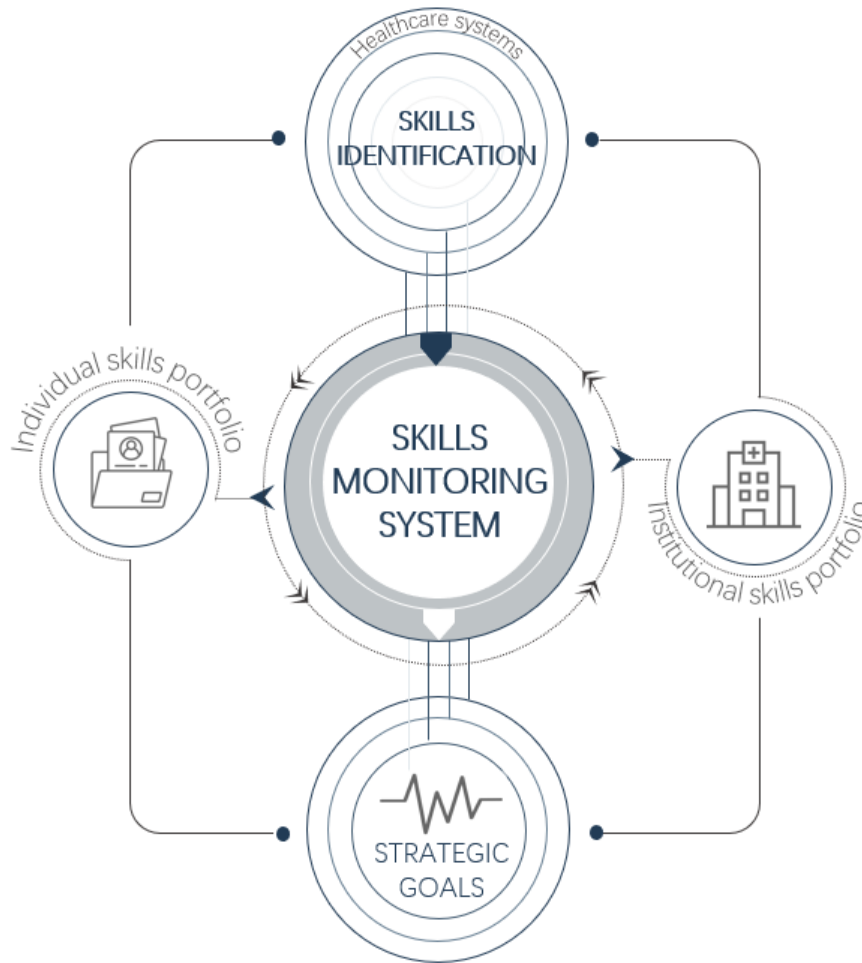 Healthcare systems
SKILLS
IDENTIFICATION
Individual skills portfolio
SKILLS
MONITORING
SYSTEM
Institutional skills portfolio
STRATEGIC
GOALS